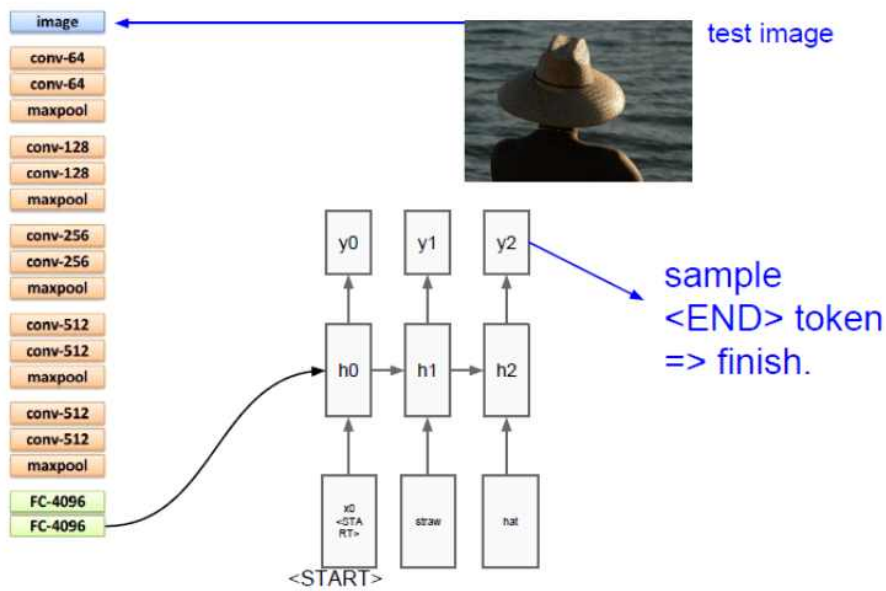 image
test image
conv-64
conv-64
maxpool
conv-128
conv-128
maxpool
conv-256
conv-256
maxpool
conv-512
conv-512
maxpool
conv-512
conv-512
maxpool
FC-4096
FC-4096
y0
y1
y2
h0
h1
h2
x0
<STA
RT>
straw
hat
<START>
sample
<END> token
=> finish.